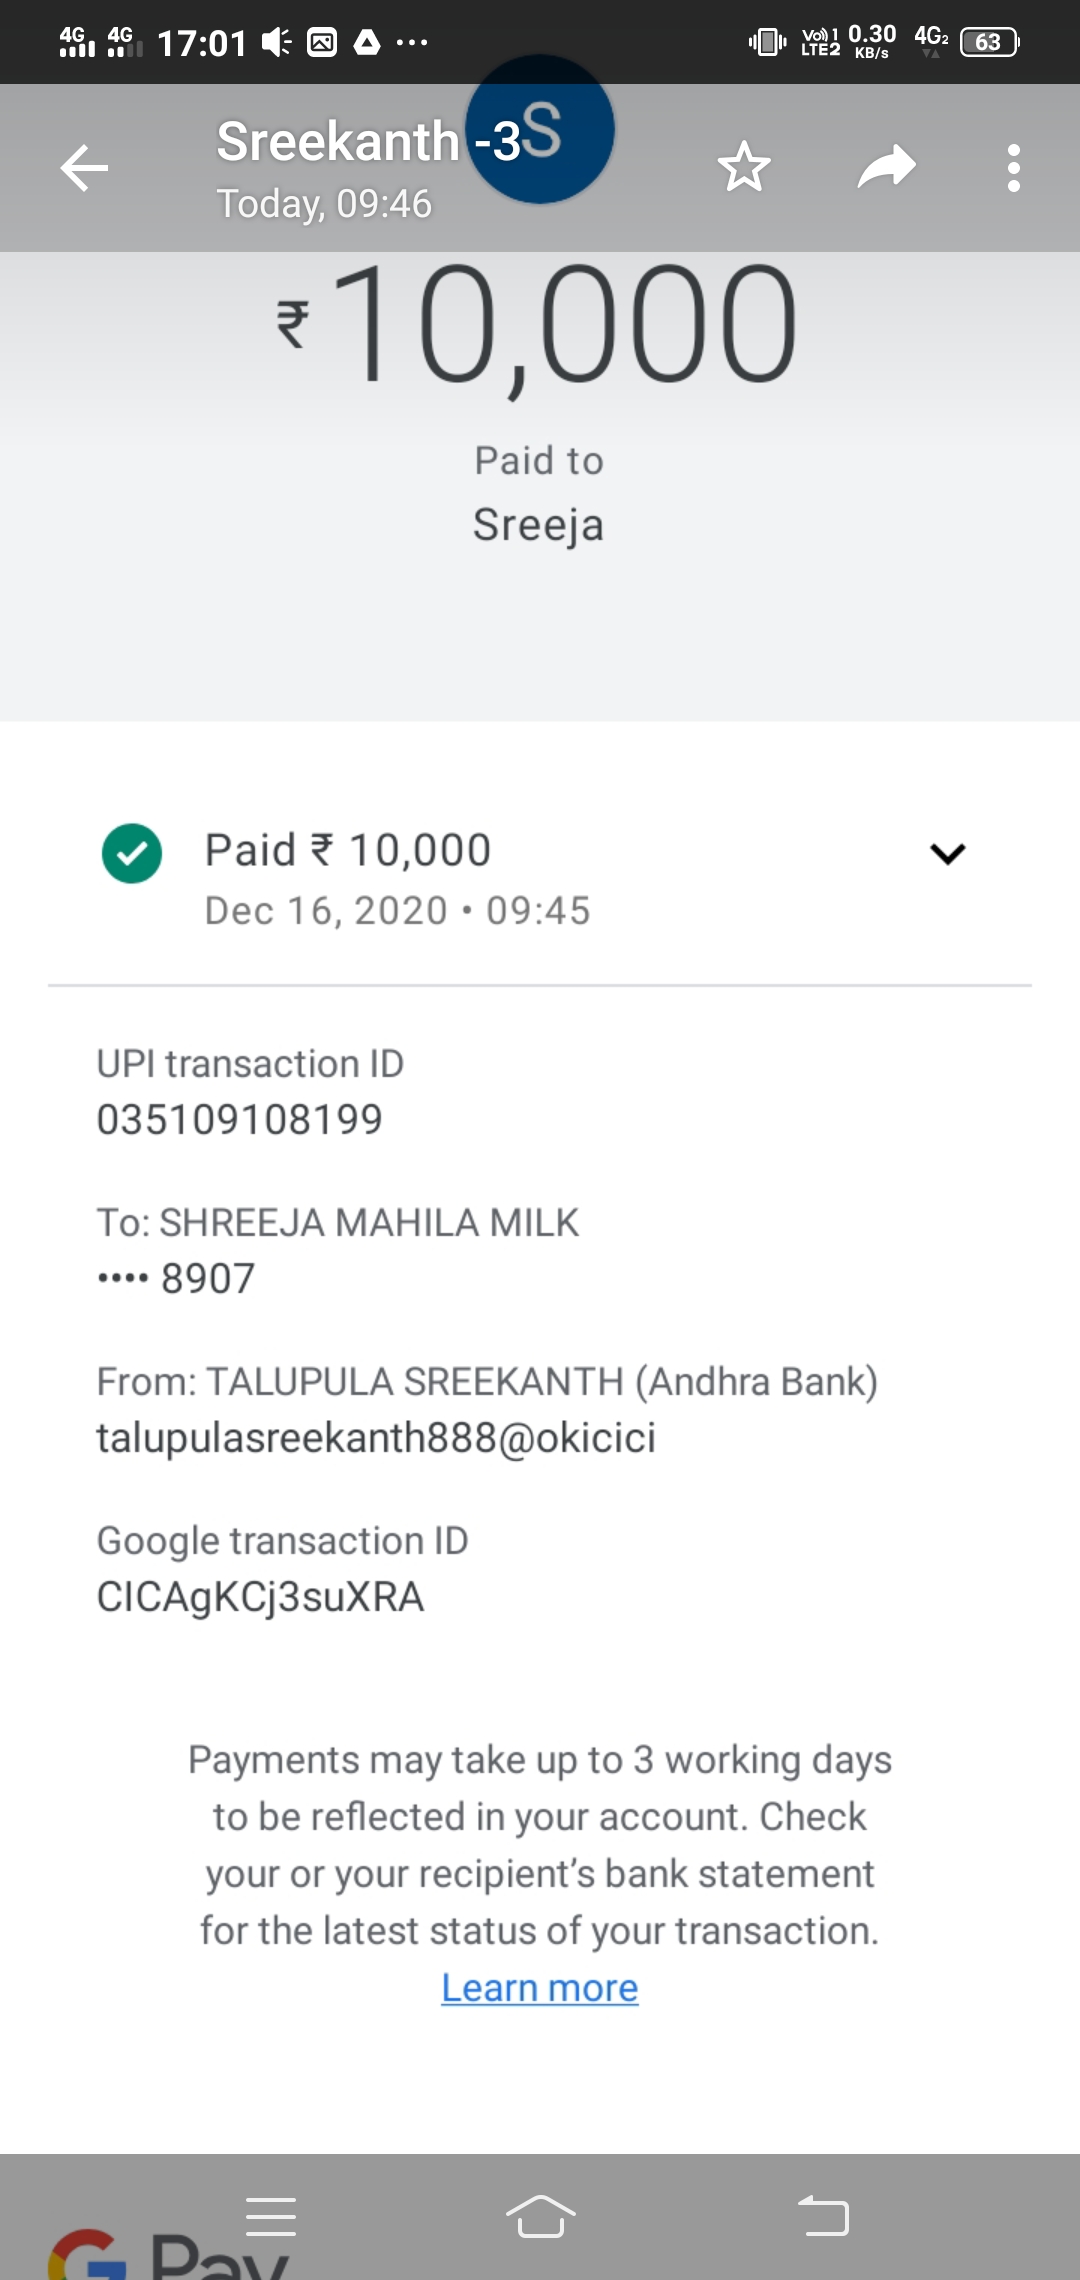 4G 4G 17:01 ... Vo)) 1 LTE2 0.30 KB/s 4G2 63
Sreekanth -3
S
Today, 09:46
₹10,000
Paid to
Sreeja
Paid ₹ 10,000
Dec 16, 2020 • 09:45
UPI transaction ID
035109108199
To: SHREEJA MAHILA MILK
•••• 8907
From: TALUPULA SREEKANTH (Andhra Bank)
talupulasreekanth888@okicici
Google transaction ID
CICAgKCj3suXRA
Payments may take up to 3 working days
to be reflected in your account. Check
your or your recipient’s bank statement
for the latest status of your transaction.
Learn more
G Pay